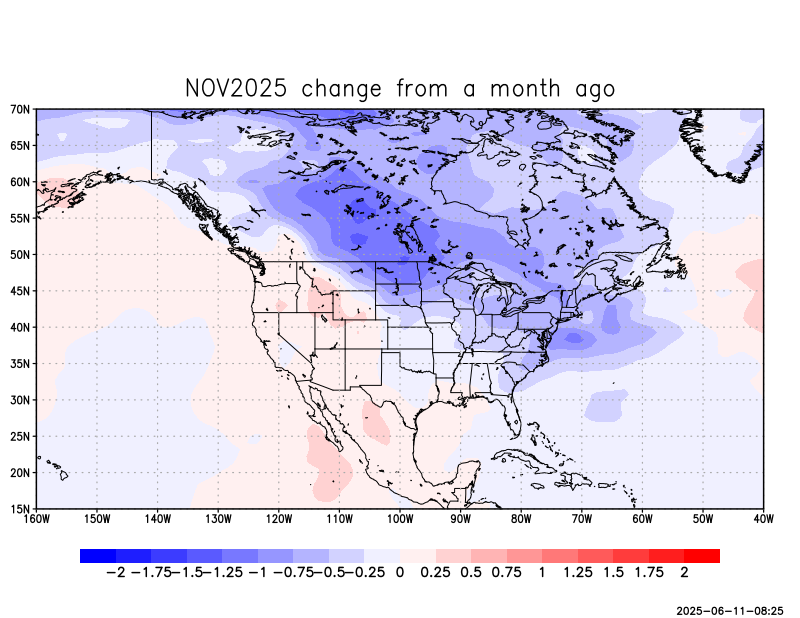 NOV2025 change from a month ago
70N
65N
60N
55N
50N
45N
40N
35N
30N
25N
20N
15N
160W 150W 140W 130W 120W 110W 100W 90W 80W 70W 60W 50W 40W
−2 −1.75 −1.5 −1.25 −1 −0.75 −0.5 −0.25 0 0.25 0.5 0.75 1 1.25 1.5 1.75 2
2025-06-11-08:25